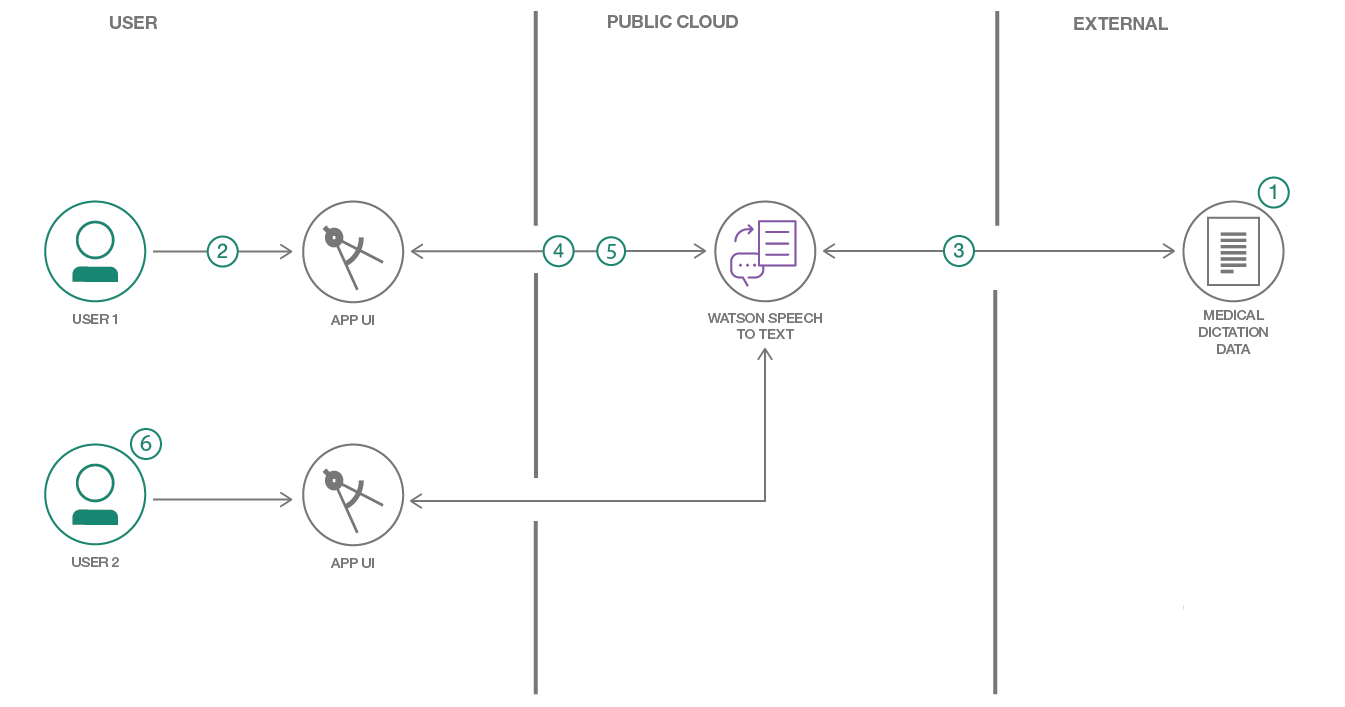 USER
PUBLIC CLOUD
EXTERNAL
1
2
4
5
3
USER 1
APP UI
WATSON SPEECH
TO TEXT
MEDICAL
DICTATION
DATA
6
USER 2
APP UI